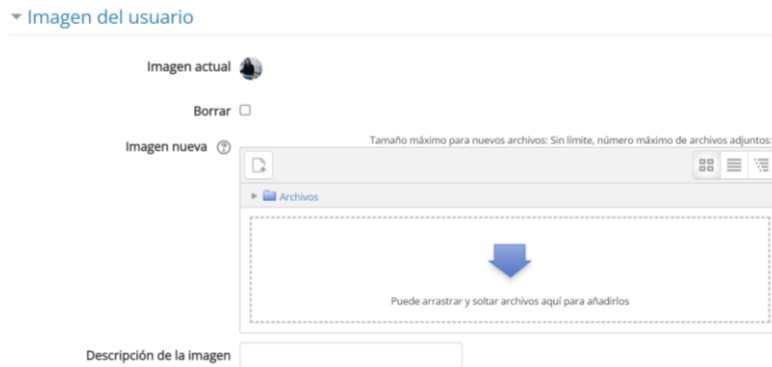 Imagen del usuario
Imagen actual
Borrar
Imagen nueva
Tamaño máximo para nuevos archivos: Sin límite, número máximo de archivos adjuntos:
Archivos
Puede arrastrar y soltar archivos aquí para añadirlos
Descripción de la imagen